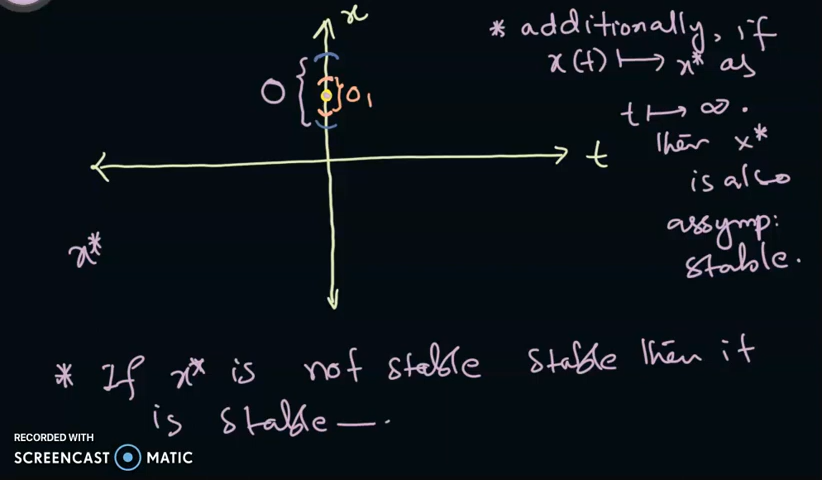 x
* additionally, if
x(t) ↦ x* as
t ↦ ∞.
Then x*
is also
assymp:
stable.
O
O1
t
x*
* If x* is not stable stable then it
is stable —.
RECORDED WITH
SCREENCAST MATIC